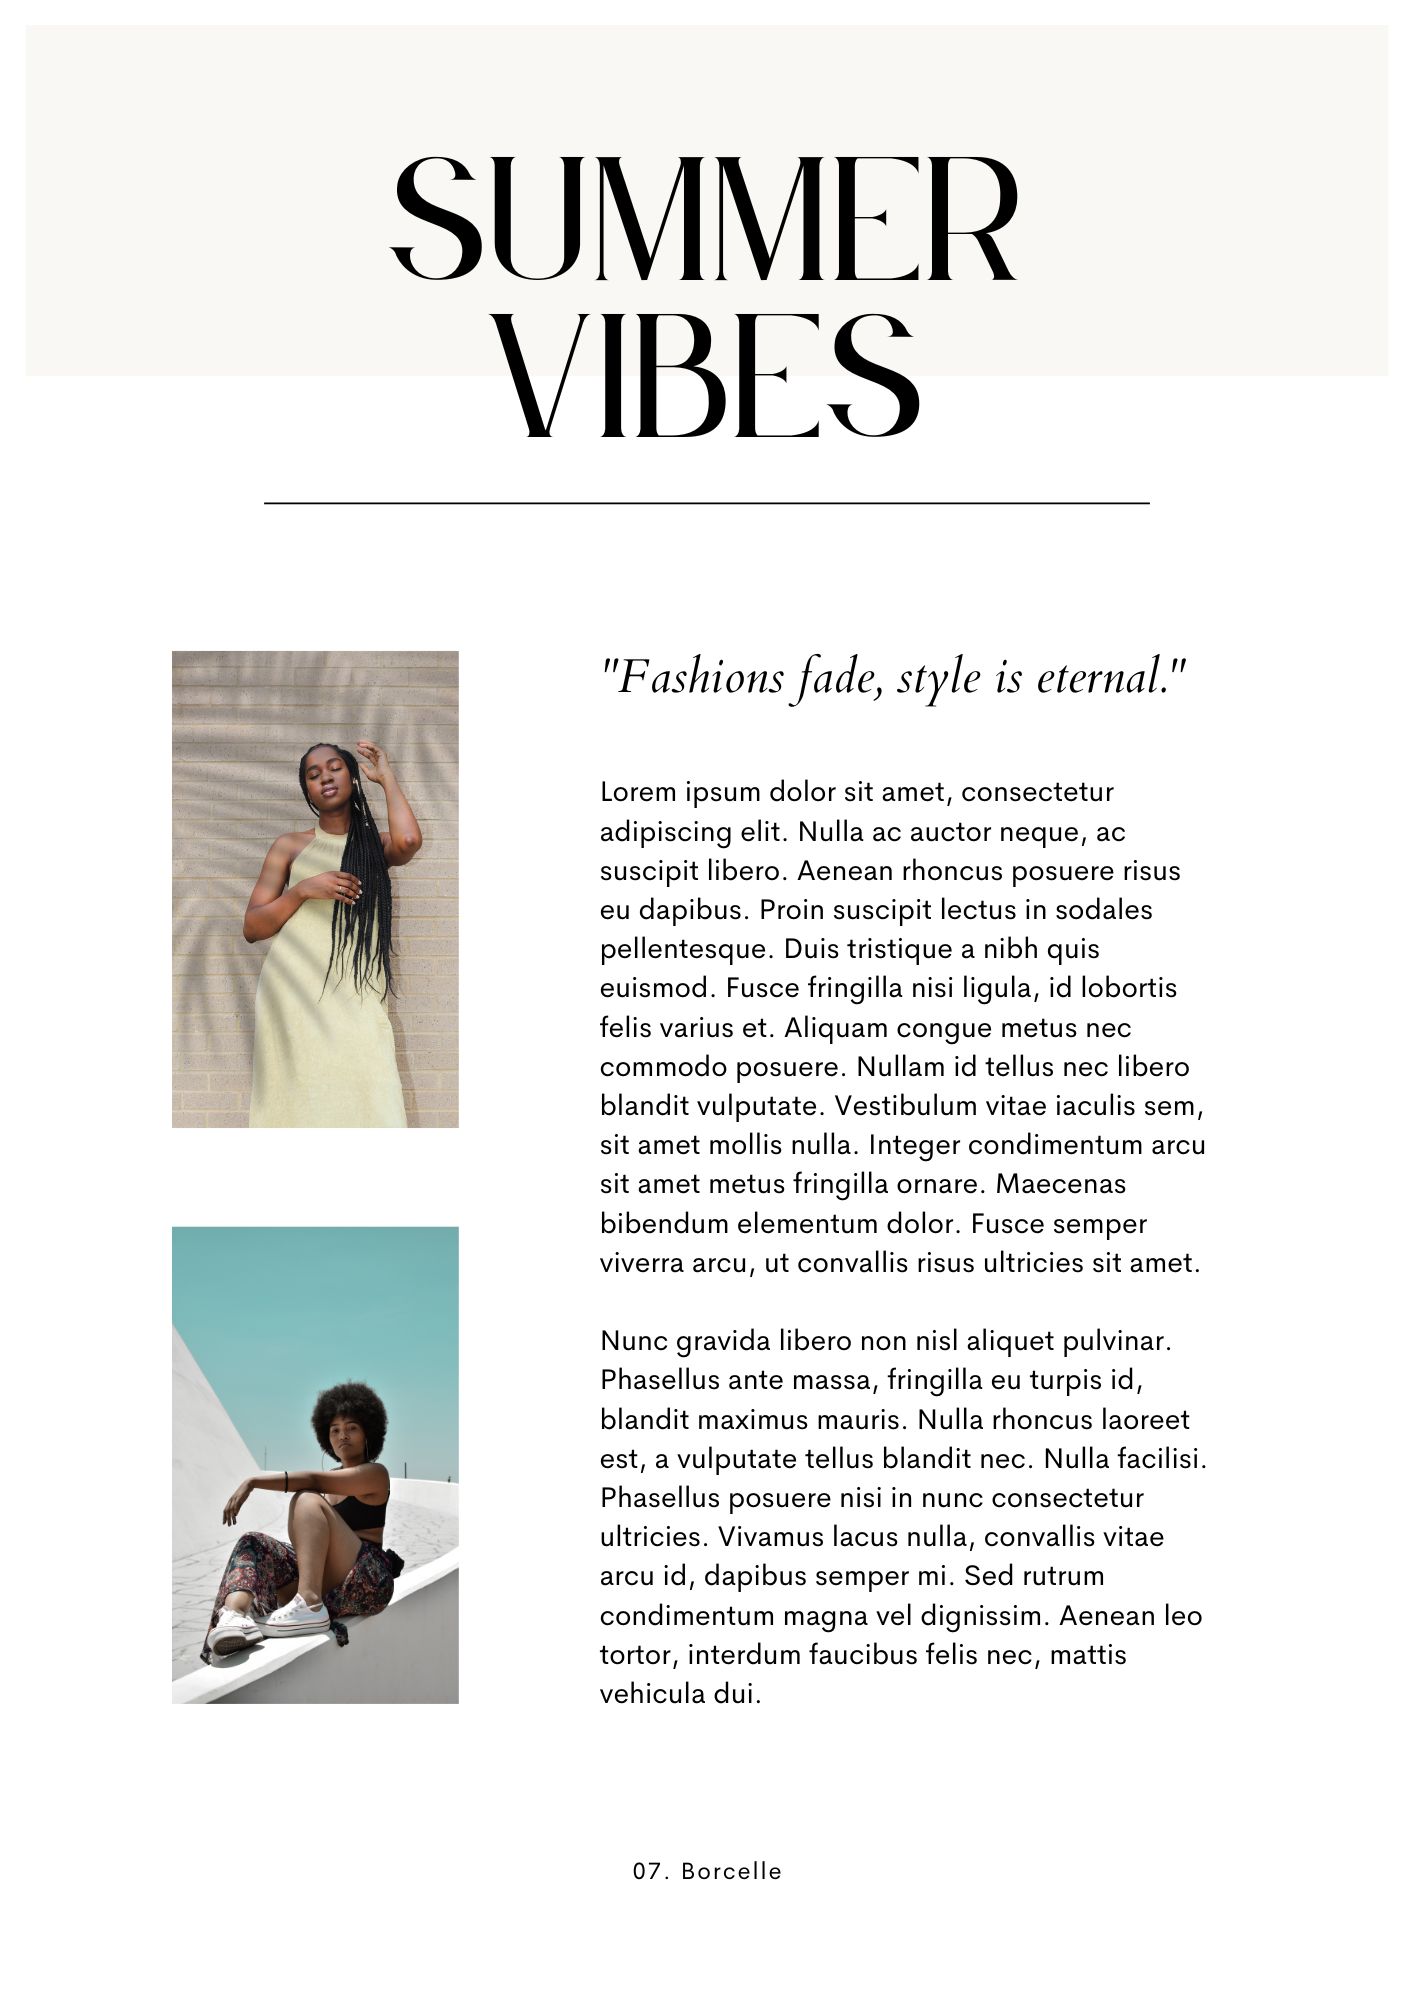 SUMMER
VIBES
"Fashions fade, style is eternal."
Lorem ipsum dolor sit amet, consectetur
adipiscing elit. Nulla ac auctor neque, ac
suscipit libero. Aenean rhoncus posuere risus
eu dapibus. Proin suscipit lectus in sodales
pellentesque. Duis tristique a nibh quis
euismod. Fusce fringilla nisi ligula, id lobortis
felis varius et. Aliquam congue metus nec
commodo posuere. Nullam id tellus nec libero
blandit vulputate. Vestibulum vitae iaculis sem,
sit amet mollis nulla. Integer condimentum arcu
sit amet metus fringilla ornare. Maecenas
bibendum elementum dolor. Fusce semper
viverra arcu, ut convallis risus ultricies sit amet.
Nunc gravida libero non nisl aliquet pulvinar.
Phasellus ante massa, fringilla eu turpis id,
blandit maximus mauris. Nulla rhoncus laoreet
est, a vulputate tellus blandit nec. Nulla facilisi.
Phasellus posuere nisi in nunc consectetur
ultricies. Vivamus lacus nulla, convallis vitae
arcu id, dapibus semper mi. Sed rutrum
condimentum magna vel dignissim. Aenean leo
tortor, interdum faucibus felis nec, mattis
vehicula dui.
07. Borcelle